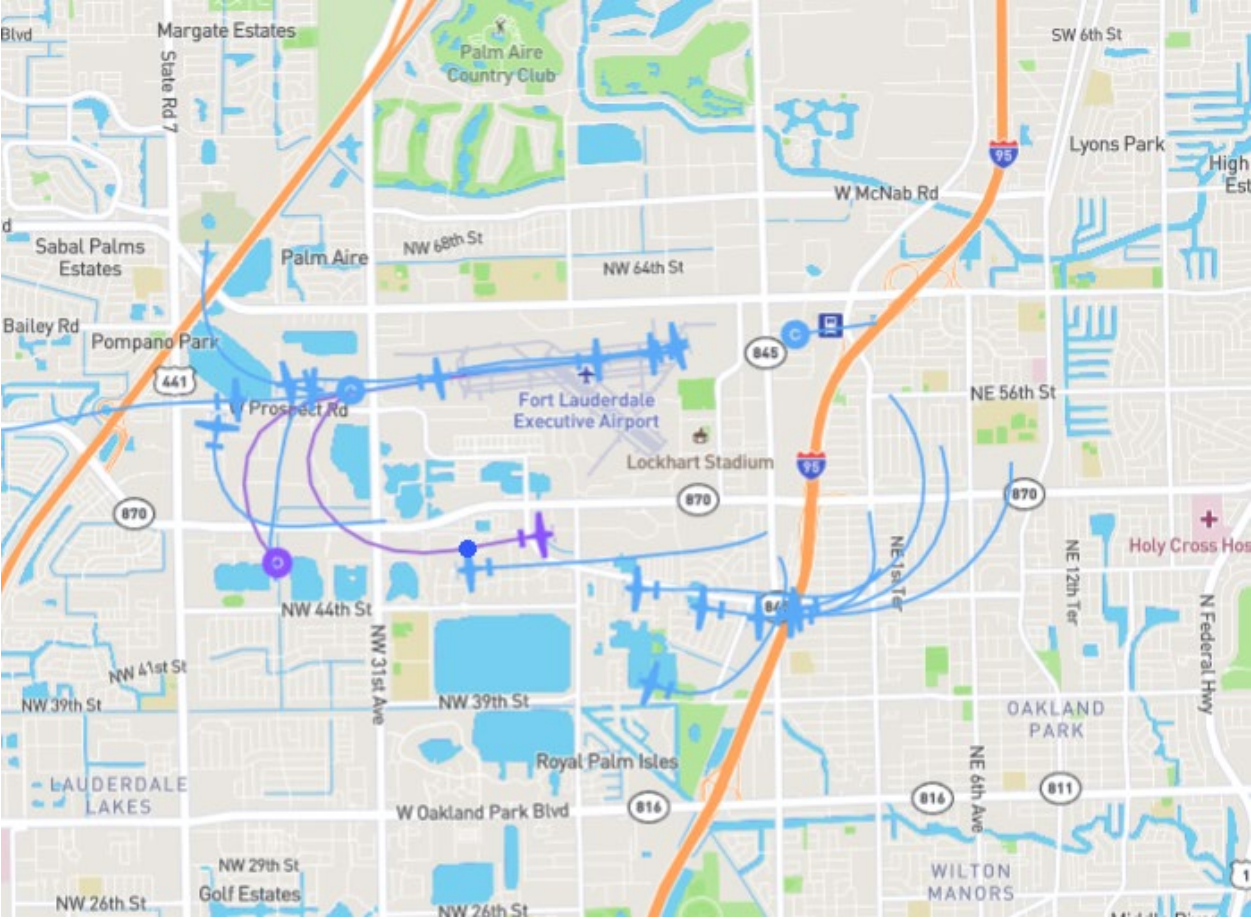 Blvd
Margate Estates
State Rd 7
Palm Aire
Country Club
SW 6th St
95
Lyons Park
High
Est
W McNab Rd
d
Sabal Palms
Estates
Palm Aire
NW 68th St
NW 64th St
Bailey Rd
Pompano Park
845
441
W Prospect Rd
Fort Lauderdale
Executive Airport
NE 56th St
Lockhart Stadium
95
870
870
870
NE 1st Ter
NE 12th Ter
Holy Cross Hos
NW 44th St
N Federal Hwy
NW 31st Ave
NW 41st St
NW 39th St
NW 39th St
OAKLAND
PARK
Royal Palm Isles
NE 6th Ave
LAUDERDALE
LAKES
W Oakland Park Blvd
816
816
811
NW 29th St
Golf Estates
WILTON
MANORS
1
NW 26th St
NW 26th St